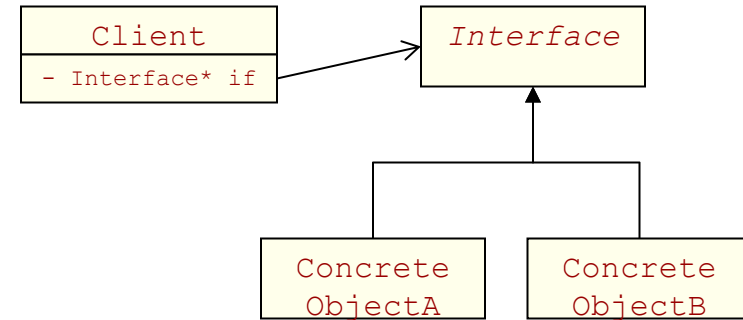 Client
- Interface* if
Interface
Concrete
ObjectA
Concrete
ObjectB